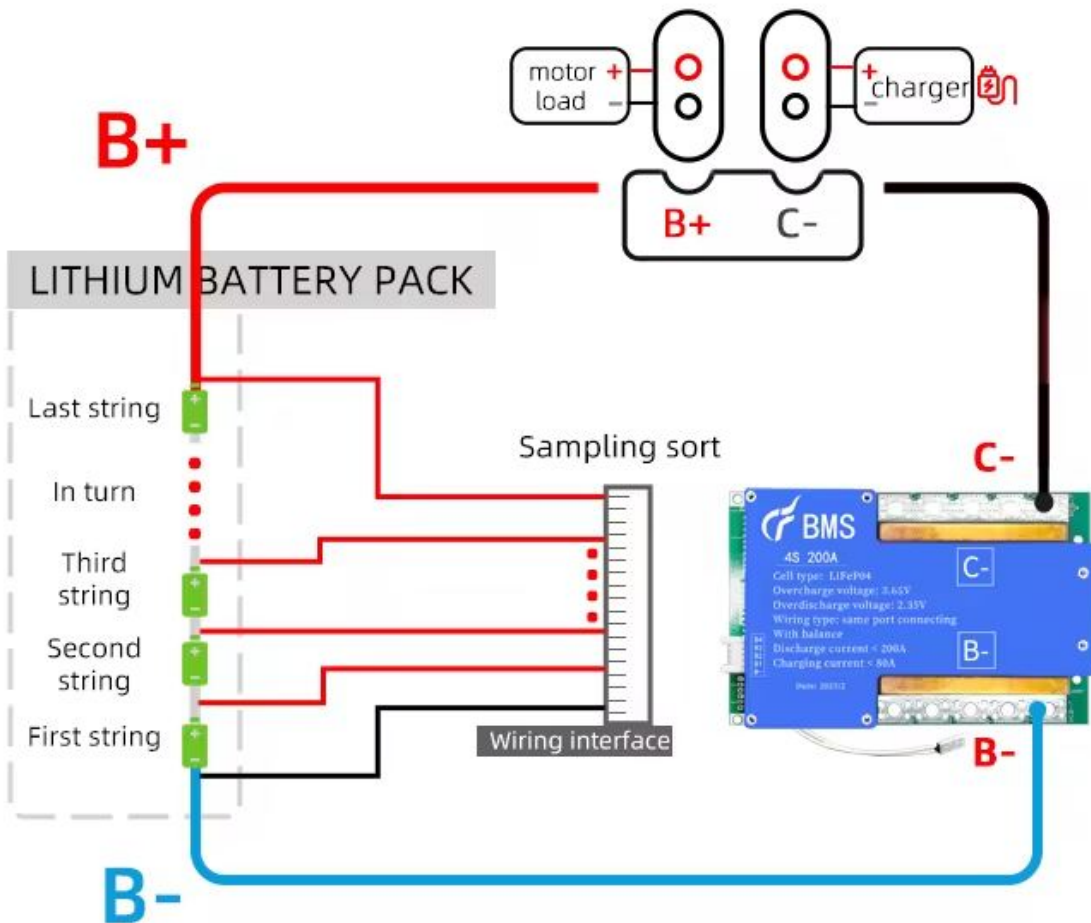 motor
load
+
−
+
−
charger
B+
B+
C-
LITHIUM BATTERY PACK
Last string
In turn
Third
string
Second
string
First string
Sampling sort
Wiring interface
C-
BMS
4S 200A
Cell type: LIFePO4
Overcharge voltage: 3.65V
Overdischarge voltage: 2.35V
Wiring type: same port connecting
With balance
Discharge current < 200A
Charging current < 80A
C-
B-
B-
B-